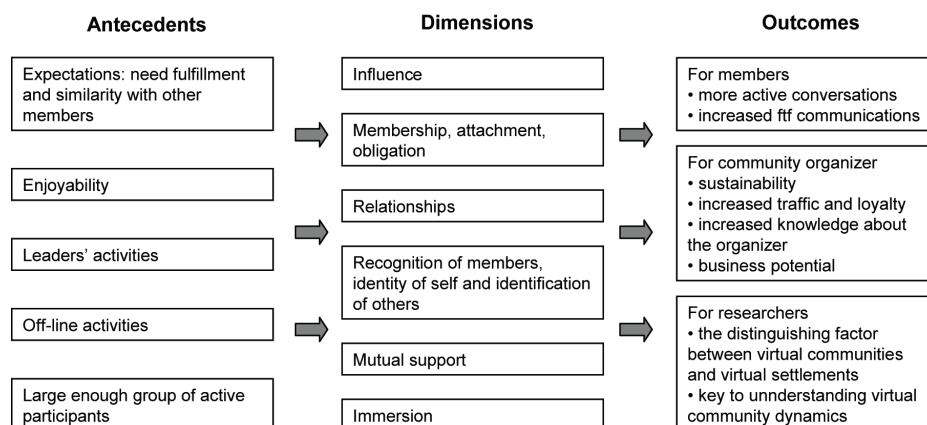 Antecedents
Expectations: need fulfillment
and similarity with other
members
Enjoyability
Leaders' activities
Off-line activities
Large enough group of active
participants
Dimensions
Influence
Membership, attachment,
obligation
Relationships
Recognition of members,
identity of self and identification
of others
Mutual support
Immersion
Outcomes
For members
• more active conversations
• increased ftf communications
For community organizer
• sustainability
• increased traffic and loyalty
• increased knowledge about
the organizer
• business potential
For researchers
• the distinguishing factor
between virtual communities
and virtual settlements
• key to unnderstanding virtual
community dynamics